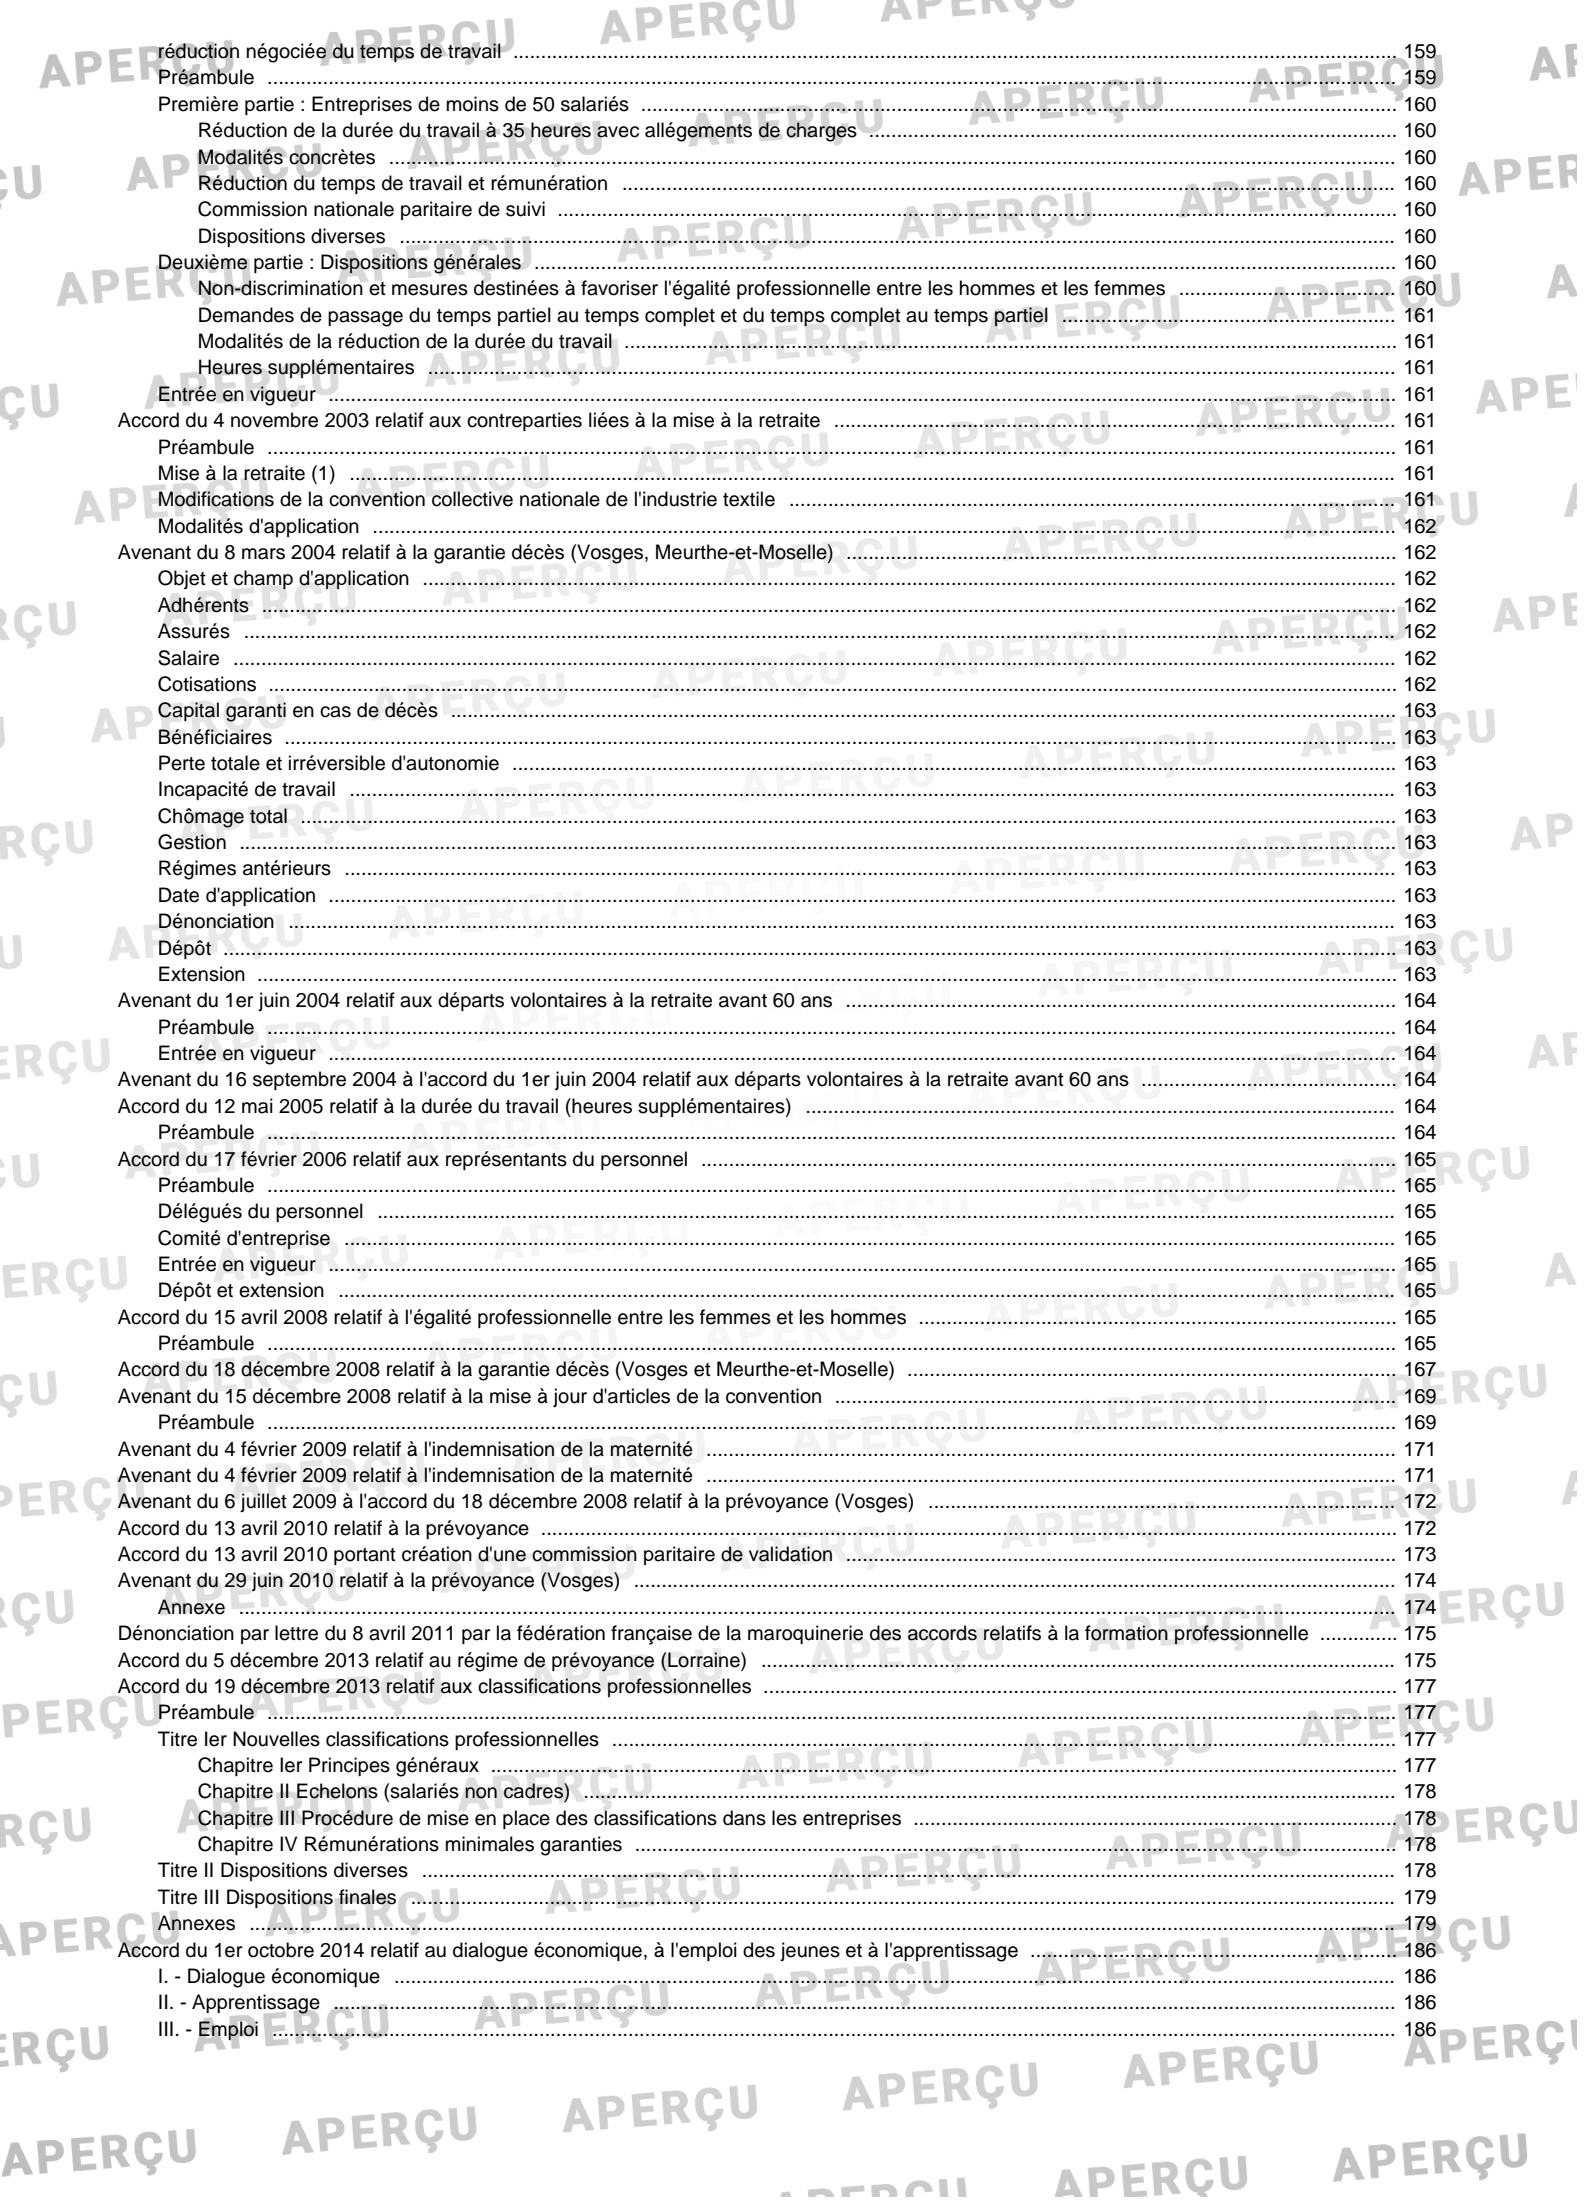 réduction négociée du temps de travail ........ 159
Préambule ........ 159
Première partie : Entreprises de moins de 50 salariés ........ 160
Réduction de la durée du travail à 35 heures avec allégements de charges ........ 160
Modalités concrètes ........ 160
Réduction du temps de travail et rémunération ........ 160
Commission nationale paritaire de suivi ........ 160
Dispositions diverses ........ 160
Deuxième partie : Dispositions générales ........ 160
Non-discrimination et mesures destinées à favoriser l'égalité professionnelle entre les hommes et les femmes ........ 160
Demandes de passage du temps partiel au temps complet et du temps complet au temps partiel ........ 161
Modalités de la réduction de la durée du travail ........ 161
Heures supplémentaires ........ 161
Entrée en vigueur ........ 161
Accord du 4 novembre 2003 relatif aux contreparties liées à la mise à la retraite ........ 161
Préambule ........ 161
Mise à la retraite (1) ........ 161
Modifications de la convention collective nationale de l'industrie textile ........ 161
Modalités d'application ........ 162
Avenant du 8 mars 2004 relatif à la garantie décès (Vosges, Meurthe-et-Moselle) ........ 162
Objet et champ d'application ........ 162
Adhérents ........ 162
Assurés ........ 162
Salaire ........ 162
Cotisations ........ 162
Capital garanti en cas de décès ........ 163
Bénéficiaires ........ 163
Perte totale et irréversible d'autonomie ........ 163
Incapacité de travail ........ 163
Chômage total ........ 163
Gestion ........ 163
Régimes antérieurs ........ 163
Date d'application ........ 163
Dénonciation ........ 163
Dépôt ........ 163
Extension ........ 163
Avenant du 1er juin 2004 relatif aux départs volontaires à la retraite avant 60 ans ........ 164
Préambule ........ 164
Entrée en vigueur ........ 164
Avenant du 16 septembre 2004 à l'accord du 1er juin 2004 relatif aux départs volontaires à la retraite avant 60 ans ........ 164
Accord du 12 mai 2005 relatif à la durée du travail (heures supplémentaires) ........ 164
Préambule ........ 164
Accord du 17 février 2006 relatif aux représentants du personnel ........ 165
Préambule ........ 165
Délégués du personnel ........ 165
Comité d'entreprise ........ 165
Entrée en vigueur ........ 165
Dépôt et extension ........ 165
Accord du 15 avril 2008 relatif à l'égalité professionnelle entre les femmes et les hommes ........ 165
Préambule ........ 165
Accord du 18 décembre 2008 relatif à la garantie décès (Vosges et Meurthe-et-Moselle) ........ 167
Avenant du 15 décembre 2008 relatif à la mise à jour d'articles de la convention ........ 169
Préambule ........ 169
Avenant du 4 février 2009 relatif à l'indemnisation de la maternité ........ 171
Avenant du 4 février 2009 relatif à l'indemnisation de la maternité ........ 171
Avenant du 6 juillet 2009 à l'accord du 18 décembre 2008 relatif à la prévoyance (Vosges) ........ 172
Accord du 13 avril 2010 relatif à la prévoyance ........ 172
Accord du 13 avril 2010 portant création d'une commission paritaire de validation ........ 173
Avenant du 29 juin 2010 relatif à la prévoyance (Vosges) ........ 174
Annexe ........ 174
Dénonciation par lettre du 8 avril 2011 par la fédération française de la maroquinerie des accords relatifs à la formation professionnelle ........ 175
Accord du 5 décembre 2013 relatif au régime de prévoyance (Lorraine) ........ 175
Accord du 19 décembre 2013 relatif aux classifications professionnelles ........ 177
Préambule ........ 177
Titre Ier Nouvelles classifications professionnelles ........ 177
Chapitre Ier Principes généraux ........ 177
Chapitre II Echelons (salariés non cadres) ........ 178
Chapitre III Procédure de mise en place des classifications dans les entreprises ........ 178
Chapitre IV Rémunérations minimales garanties ........ 178
Titre II Dispositions diverses ........ 178
Titre III Dispositions finales ........ 179
Annexes ........ 179
Accord du 1er octobre 2014 relatif au dialogue économique, à l'emploi des jeunes et à l'apprentissage ........ 186
I. - Dialogue économique ........ 186
II. - Apprentissage ........ 186
III. - Emploi ........ 186
APERÇU